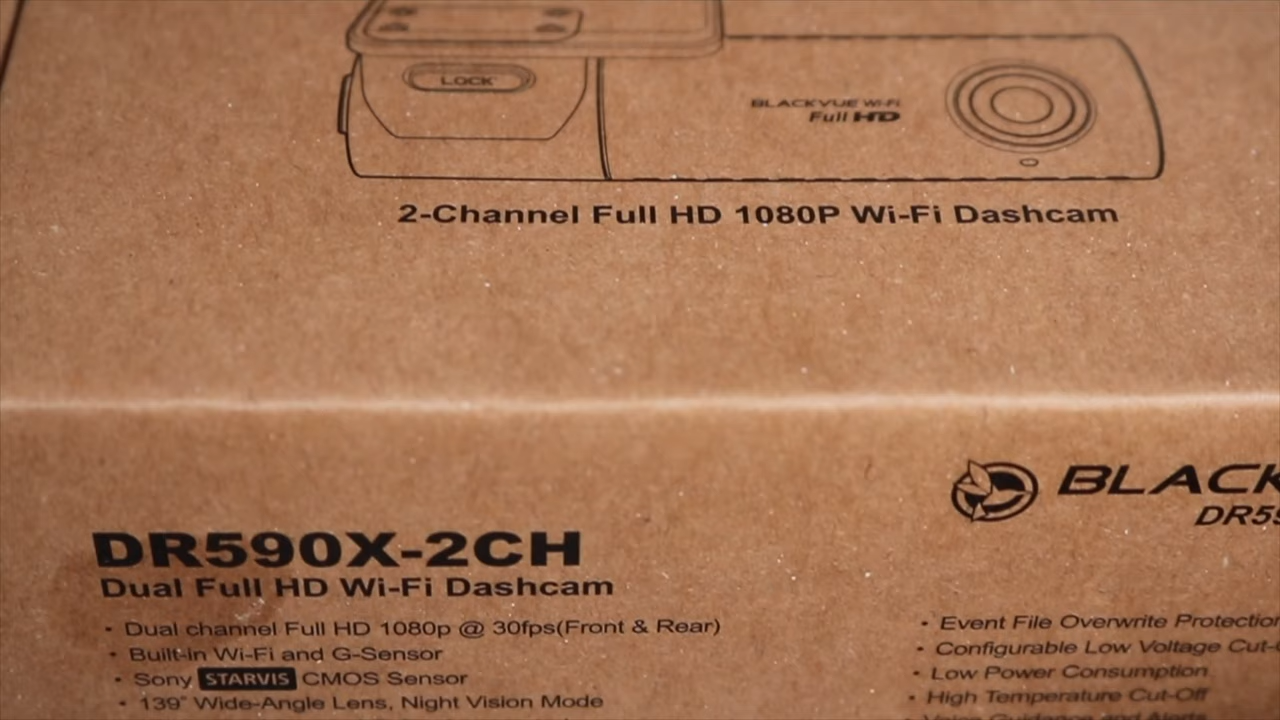 LOCK
BLACKVUE Wi-Fi
Full HD
2-Channel Full HD 1080P Wi-Fi Dashcam
BLACK
DR59
DR590X-2CH
Dual Full HD Wi-Fi Dashcam
• Dual channel Full HD 1080p @ 30fps(Front & Rear)
• Built-in Wi-Fi and G-Sensor
• Sony STARVIS CMOS Sensor
• 139° Wide-Angle Lens, Night Vision Mode
• Event File Overwrite Protection
• Configurable Low Voltage Cut-
• Low Power Consumption
• High Temperature Cut-Off